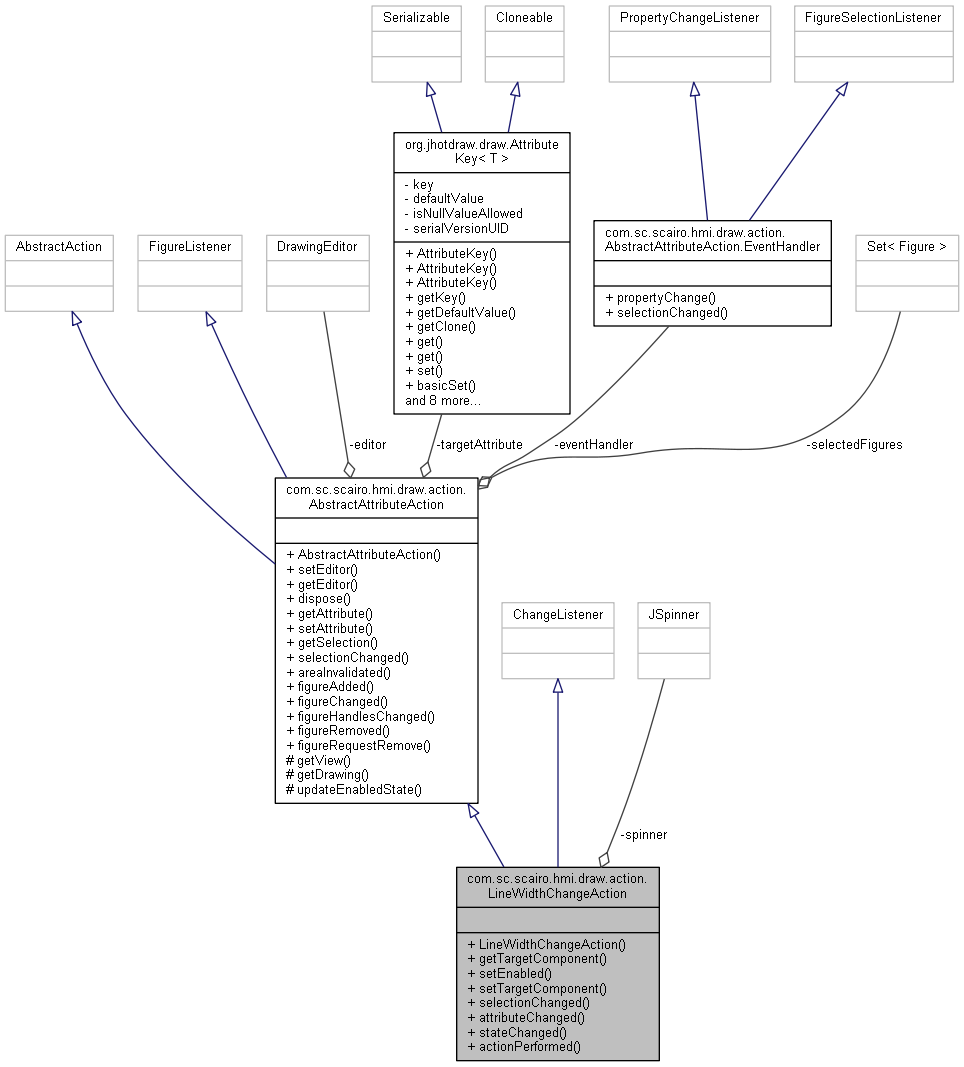 Serializable
Cloneable
PropertyChangeListener
FigureSelectionListener
org.jhotdraw.draw.Attribute
Key< T >
- key
- defaultValue
- isNullValueAllowed
- serialVersionUID
+ AttributeKey()
+ AttributeKey()
+ AttributeKey()
+ getKey()
+ getDefaultValue()
+ getClone()
+ get()
+ get()
+ set()
+ basicSet()
and 8 more...
com.sc.scairo.hmi.draw.action.
AbstractAttributeAction.EventHandler
+ propertyChange()
+ selectionChanged()
AbstractAction
FigureListener
DrawingEditor
Set< Figure >
-editor
-targetAttribute
-eventHandler
-selectedFigures
com.sc.scairo.hmi.draw.action.
AbstractAttributeAction
+ AbstractAttributeAction()
+ setEditor()
+ getEditor()
+ dispose()
+ getAttribute()
+ setAttribute()
+ getSelection()
+ selectionChanged()
+ areaInvalidated()
+ figureAdded()
+ figureChanged()
+ figureHandlesChanged()
+ figureRemoved()
+ figureRequestRemove()
# getView()
# getDrawing()
# updateEnabledState()
ChangeListener
JSpinner
-spinner
com.sc.scairo.hmi.draw.action.
LineWidthChangeAction
+ LineWidthChangeAction()
+ getTargetComponent()
+ setEnabled()
+ setTargetComponent()
+ selectionChanged()
+ attributeChanged()
+ stateChanged()
+ actionPerformed()